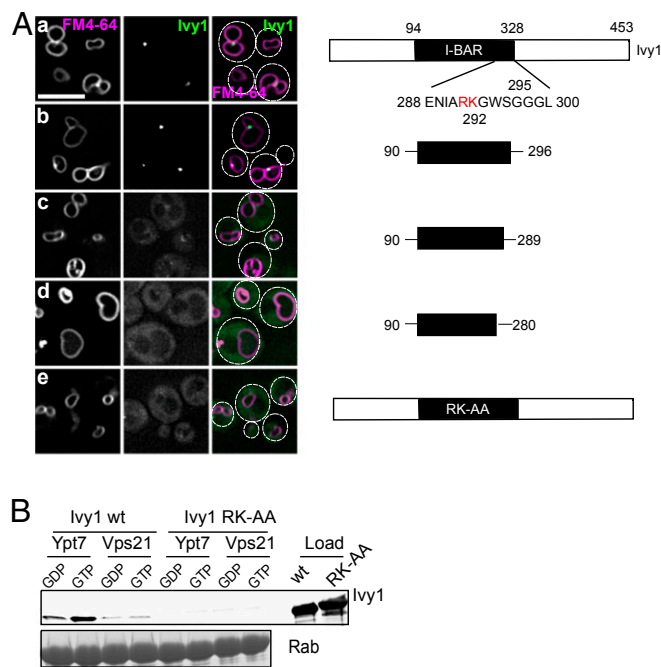 A
a FM4-64 Ivy1 Ivy1
FM4-64
b
c
d
e
94 328 453
I-BAR Ivy1
295
288 ENIARKGWSGGGL 300
292
90 296
90 289
90 280
RK-AA
B
Ivy1 wt Ivy1 RK-AA
Ypt7 Vps21 Ypt7 Vps21 Load
GDP GTP GDP GTP GDP GTP GDP GTP wt RK-AA
Ivy1
Rab